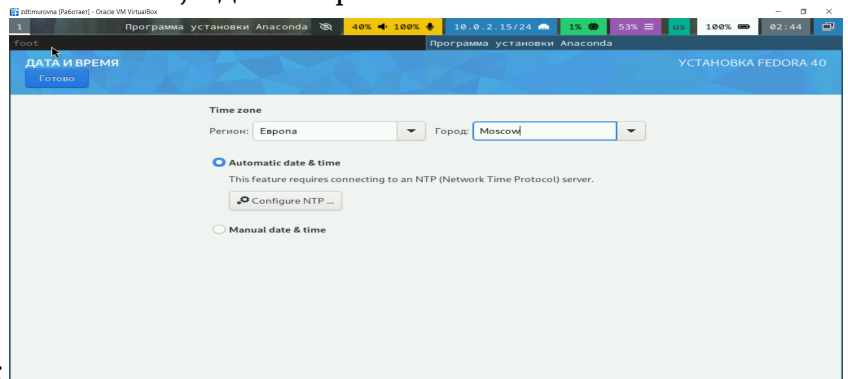 zdtimurovna [Работает] - Oracle VM VirtualBox
1 Программа установки Anaconda 40% 100% 10.0.2.15/24 1% 53% us 100% 02:44
foot Программа установки Anaconda
ДАТА И ВРЕМЯ УСТАНОВКА FEDORA 40
Готово
Time zone
Регион: Европа Город: Moscow
Automatic date & time
This feature requires connecting to an NTP (Network Time Protocol) server.
Configure NTP ...
Manual date & time